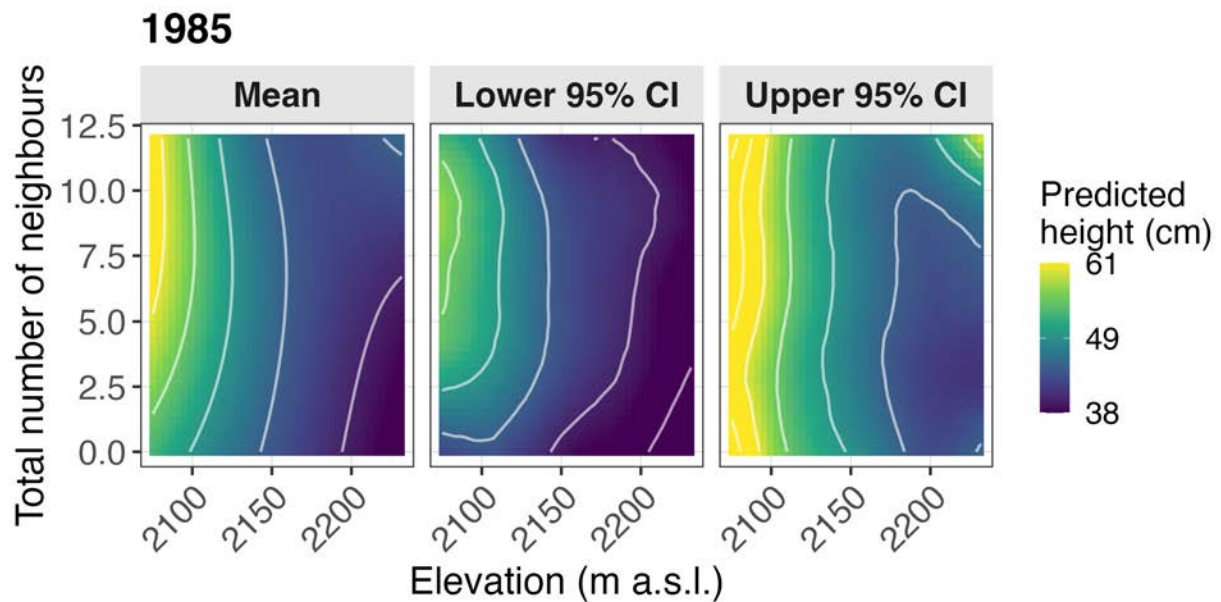 1985
Mean Lower 95% CI Upper 95% CI
Total number of neighbours
12.5
10.0
7.5
5.0
2.5
0.0
2100 2150 2200 2100 2150 2200 2100 2150 2200
Elevation (m a.s.l.)
Predicted
height (cm)
61
49
38